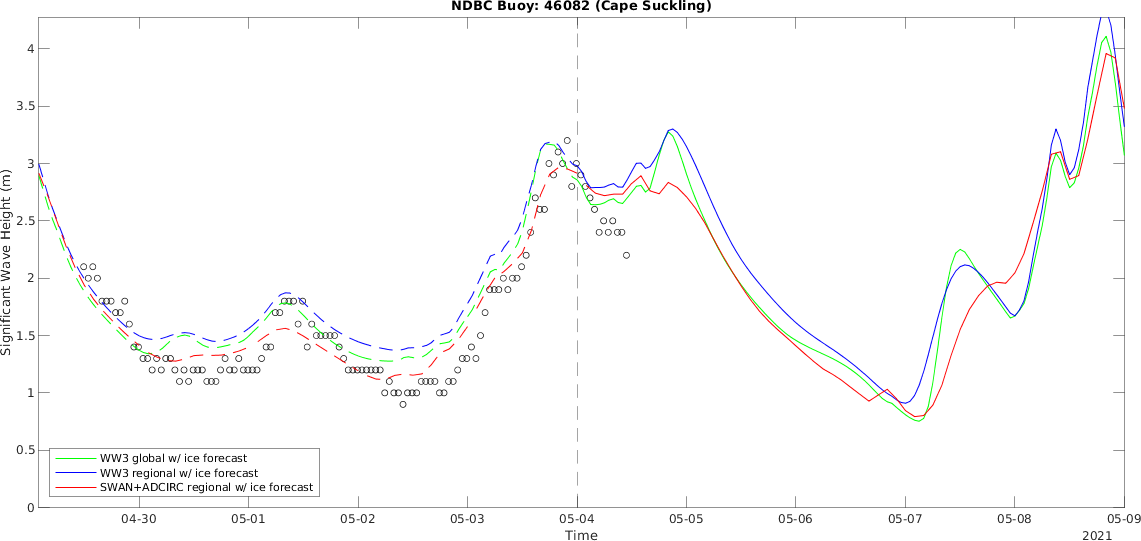 NDBC Buoy: 46082 (Cape Suckling)
Significant Wave Height (m)
4
3.5
3
2.5
2
1.5
1
0.5
0
WW3 global w/ ice forecast
WW3 regional w/ ice forecast
SWAN+ADCIRC regional w/ ice forecast
04-30 05-01 05-02 05-03 05-04 05-05 05-06 05-07 05-08 05-09
Time
2021